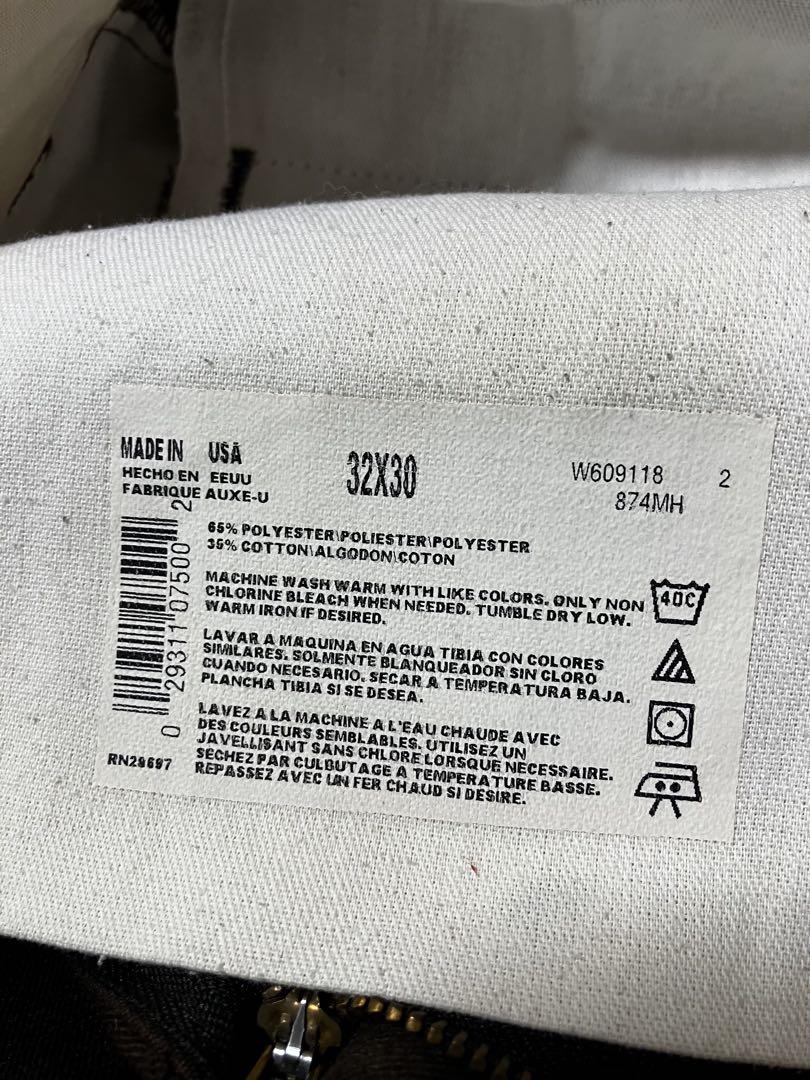 MADE IN USA
HECHO EN EEUU
FABRIQUE AUXE-U
32X30
W609118 2
874MH
65% POLYESTER\POLIESTER\POLYESTER
35% COTTON\ALGODON\COTON
MACHINE WASH WARM WITH LIKE COLORS. ONLY NON
CHLORINE BLEACH WHEN NEEDED. TUMBLE DRY LOW.
WARM IRON IF DESIRED.
40C
LAVAR A MAQUINA EN AGUA TIBIA CON COLORES
SIMILARES. SOLMENTE BLANQUEADOR SIN CLORO
CUANDO NECESARIO. SECAR A TEMPERATURA BAJA.
PLANCHA TIBIA SI SE DESEA.
LAVEZ A LA MACHINE A L'EAU CHAUDE AVEC
DES COULEURS SEMBLABLES. UTILISEZ UN
JAVELLISANT SANS CHLORE LORSQUE NECESSAIRE.
SECHEZ PAR CULBUTAGE A TEMPERATURE BASSE.
REPASSEZ AVEC UN FER CHAUD SI DESIRE.
0 29311 07500 2
RN29697